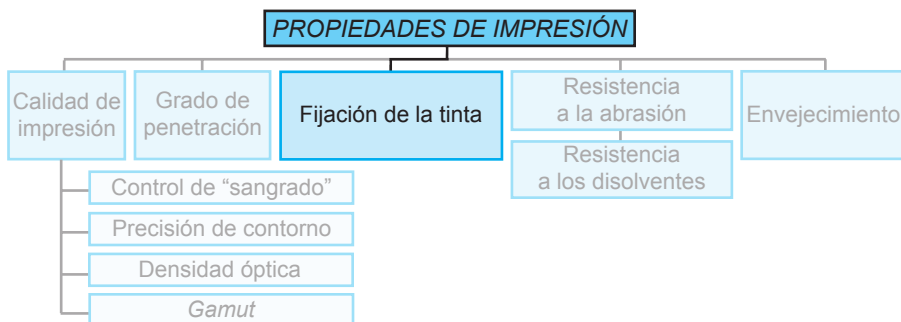 PROPIEDADES DE IMPRESIÓN
Calidad de
impresión
Grado de
penetración
Fijación de la tinta
Resistencia
a la abrasión
Envejecimiento
Resistencia
a los disolventes
Control de “sangrado”
Precisión de contorno
Densidad óptica
Gamut